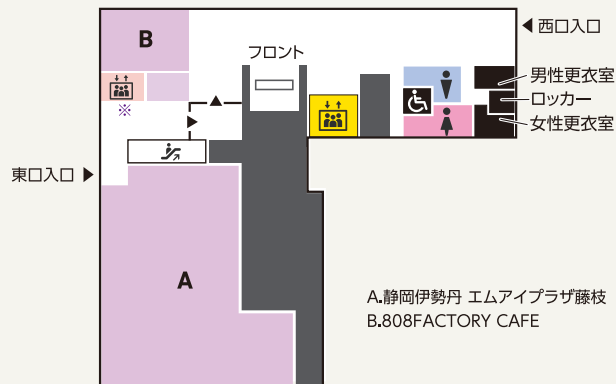 B
フロント
◀ 西口入口
男性更衣室
ロッカー
女性更衣室
※
東口入口 ▶
A
A.静岡伊勢丹 エムアイプラザ藤枝
B.808FACTORY CAFE